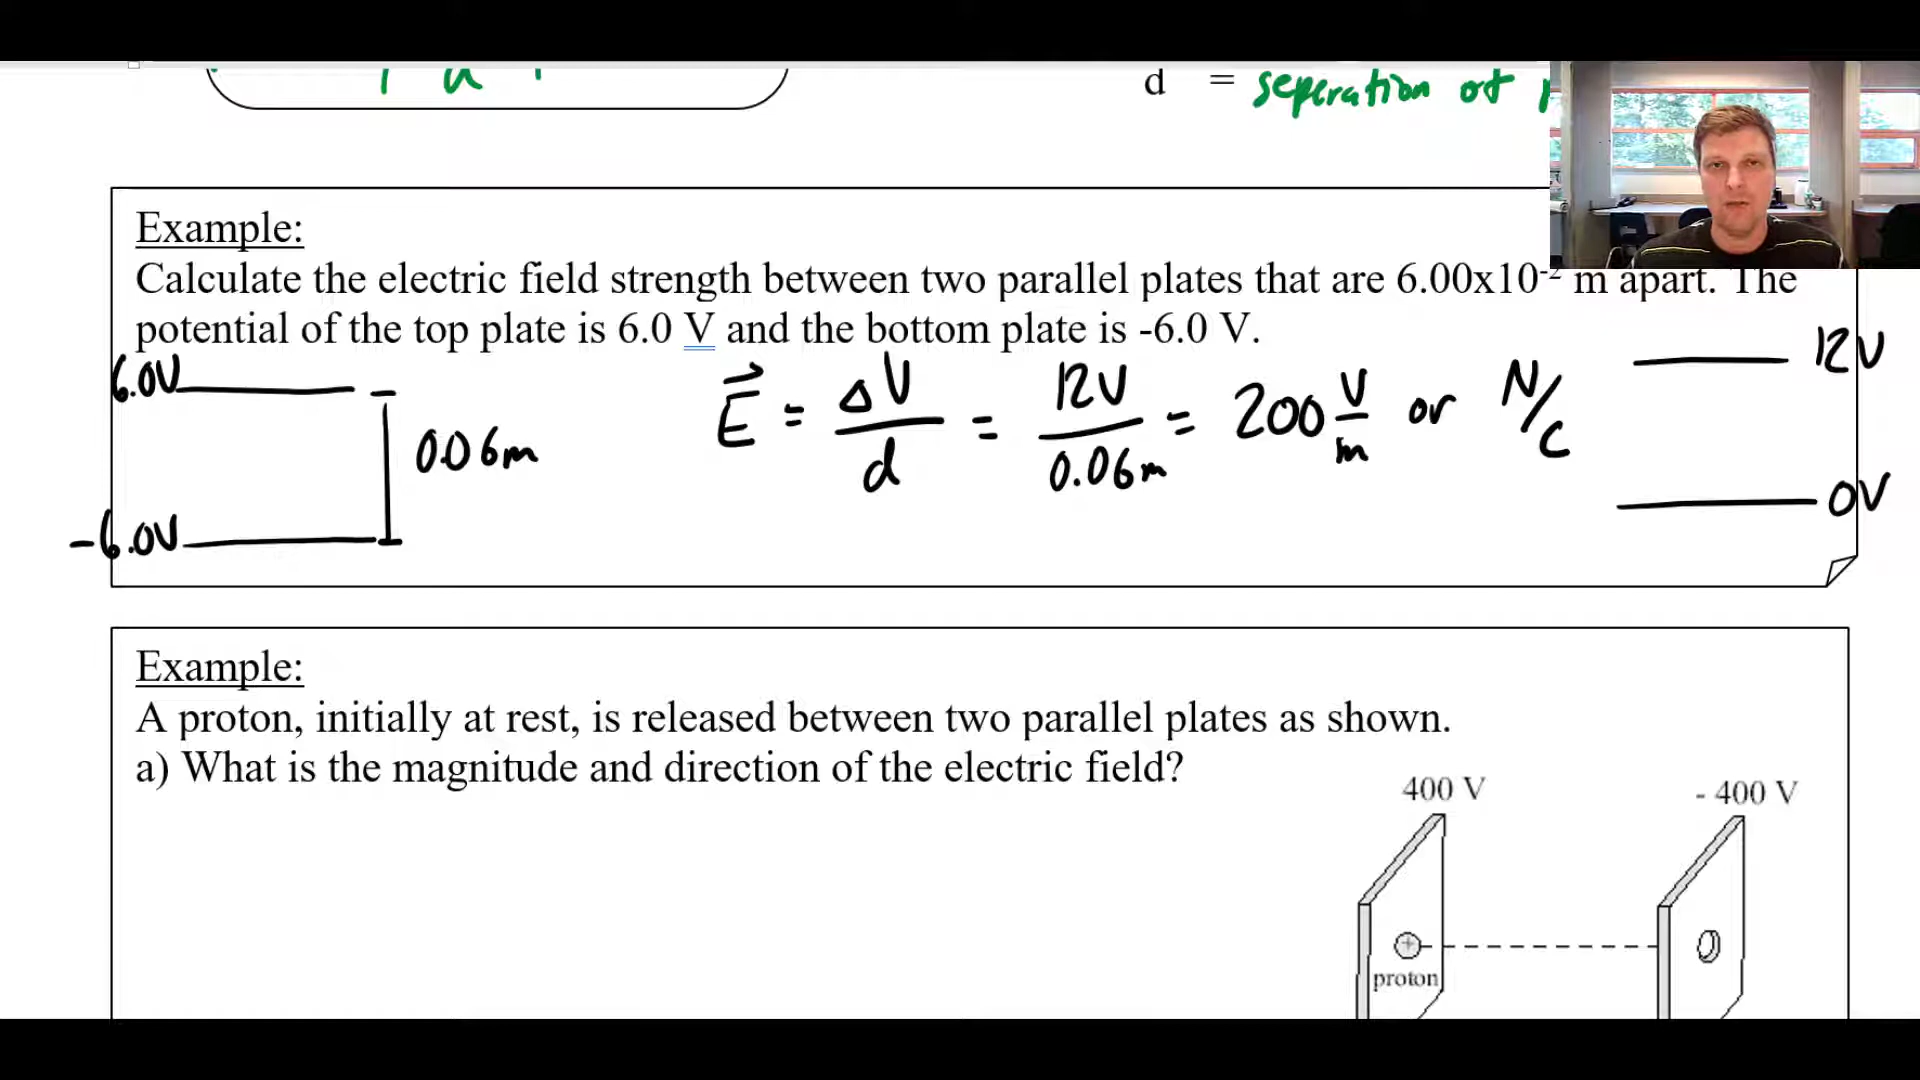 d = seperation of
Example:
Calculate the electric field strength between two parallel plates that are 6.00x10⁻² m apart. The
potential of the top plate is 6.0 V and the bottom plate is -6.0 V.
6.0V
0.06m
-6.0V
E = ΔV/d = 12V/0.06m = 200 V/m or N/C
12V
0V
Example:
A proton, initially at rest, is released between two parallel plates as shown.
a) What is the magnitude and direction of the electric field?
400 V
- 400 V
+
proton